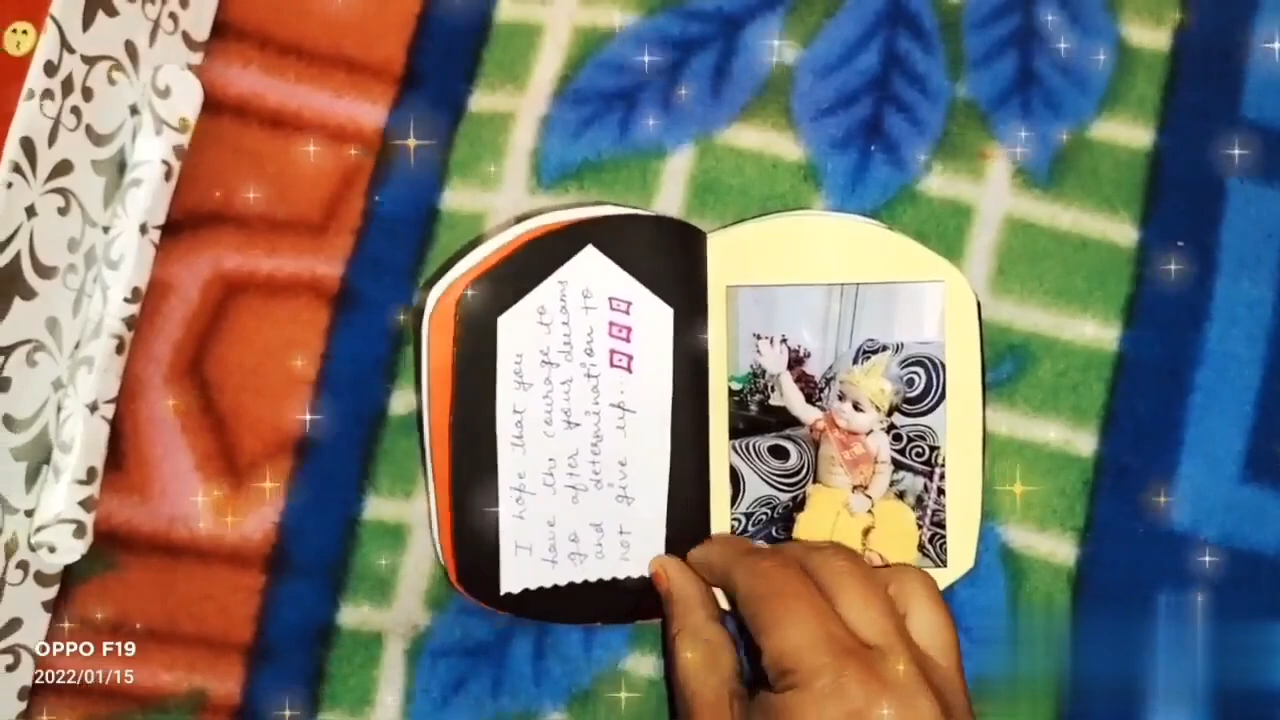 I hope that you
have the courage to
go after your dreams
and determination to
not give up..
OPPO F19
2022/01/15